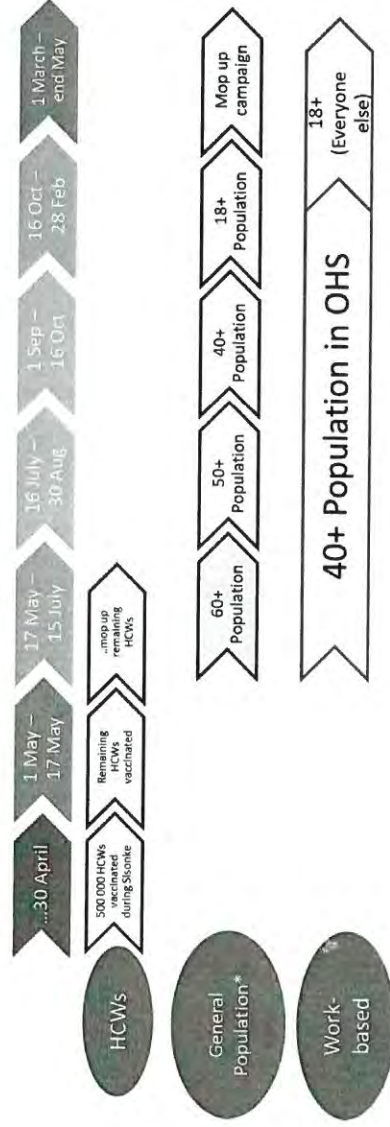 ...30 April
1 May –
17 May
17 May –
15 July
16 July –
30 Aug
1 Sep –
16 Oct
16 Oct –
28 Feb
1 March –
end May
HCWs
500 000 HCWs
vaccinated
during Sisonke
Remaining
HCWs
vaccinated
..mop up
remaining
HCWs
General
Population*
60+
Population
50+
Population
40+
Population
18+
Population
Mop up
campaign
Work-
based
40+ Population in OHS
18+
(Everyone
else)